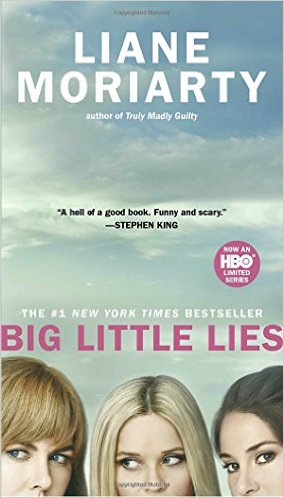 LIANE
MORIARTY
author of Truly Madly Guilty
"A hell of a good book. Funny and scary."
—STEPHEN KING
NOW AN
HBO®
LIMITED
SERIES
THE #1 NEW YORK TIMES BESTSELLER
BIG LITTLE LIES